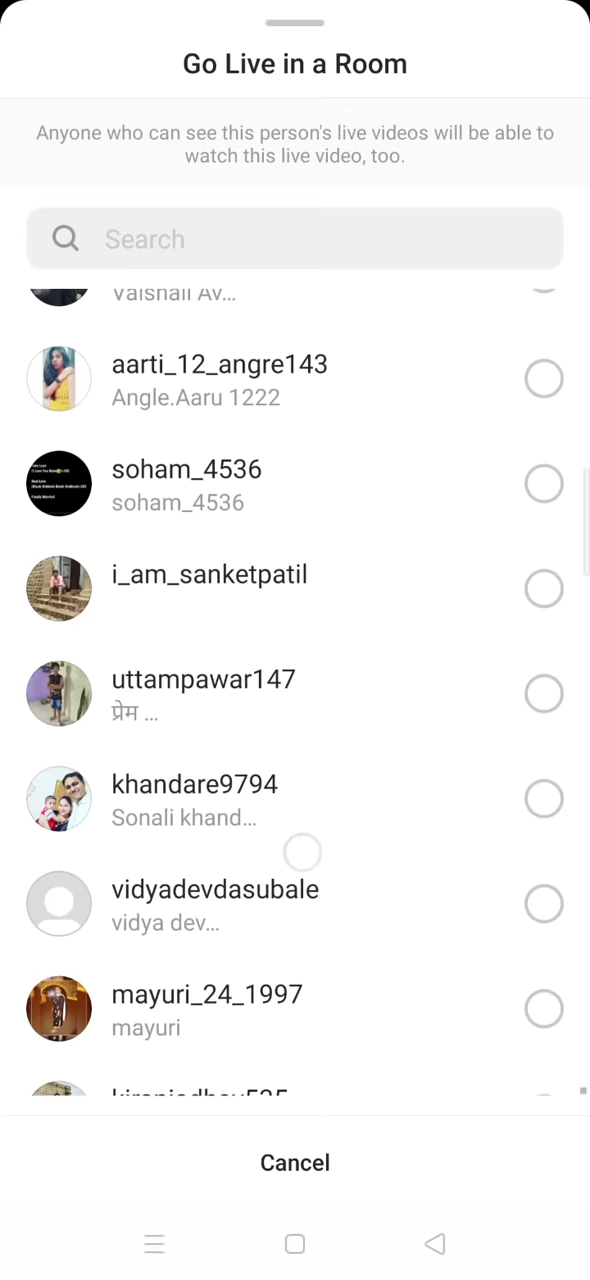 Go Live in a Room
Anyone who can see this person's live videos will be able to
watch this live video, too.
Search
Vaishali Av...
aarti_12_angre143
Angle.Aaru 1222
soham_4536
soham_4536
i_am_sanketpatil
uttampawar147
प्रेम ...
khandare9794
Sonali khand...
vidyadevdasubale
vidya dev...
mayuri_24_1997
mayuri
Cancel